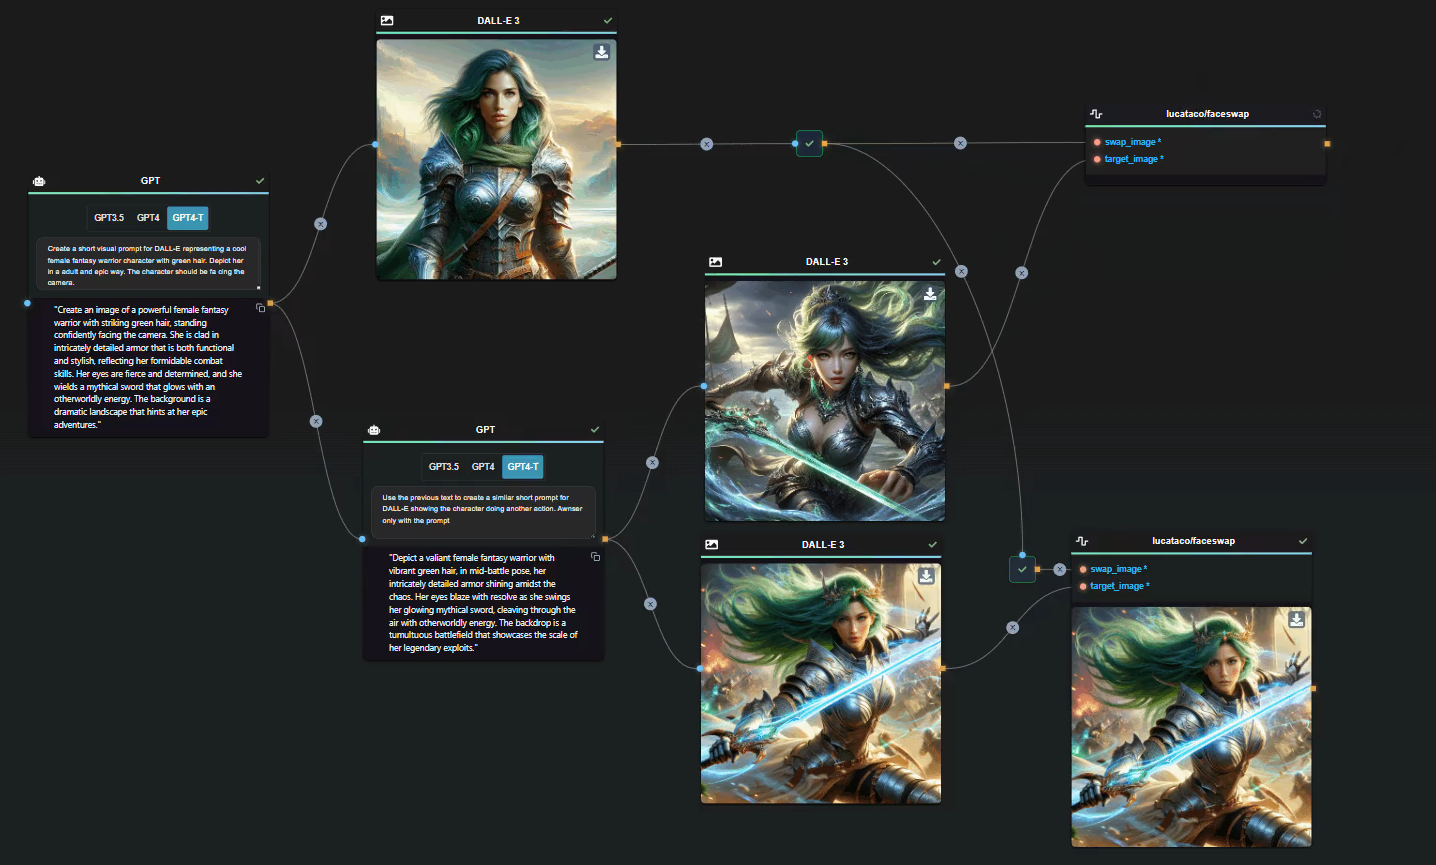 DALL-E 3
lucataco/faceswap
swap_image *
target_image *
GPT
GPT3.5 GPT4 GPT4-T
Create a short visual prompt for DALL-E representing a cool
female fantasy warrior character with green hair. Depict her
in a adult and epic way. The character should be fa cing the
camera.
"Create an image of a powerful female fantasy
warrior with striking green hair, standing
confidently facing the camera. She is clad in
intricately detailed armor that is both functional
and stylish, reflecting her formidable combat
skills. Her eyes are fierce and determined, and she
wields a mythical sword that glows with an
otherworldly energy. The background is a
dramatic landscape that hints at her epic
adventures."
DALL-E 3
GPT
GPT3.5 GPT4 GPT4-T
Use the previous text to create a similar short prompt for
DALL-E showing the character doing another action. Awnser
only with the prompt
"Depict a valiant female fantasy warrior with
vibrant green hair, in mid-battle pose, her
intricately detailed armor shining amidst the
chaos. Her eyes blaze with resolve as she swings
her glowing mythical sword, cleaving through the
air with otherworldly energy. The backdrop is a
tumultuous battlefield that showcases the scale of
her legendary exploits."
DALL-E 3
lucataco/faceswap
swap_image *
target_image *